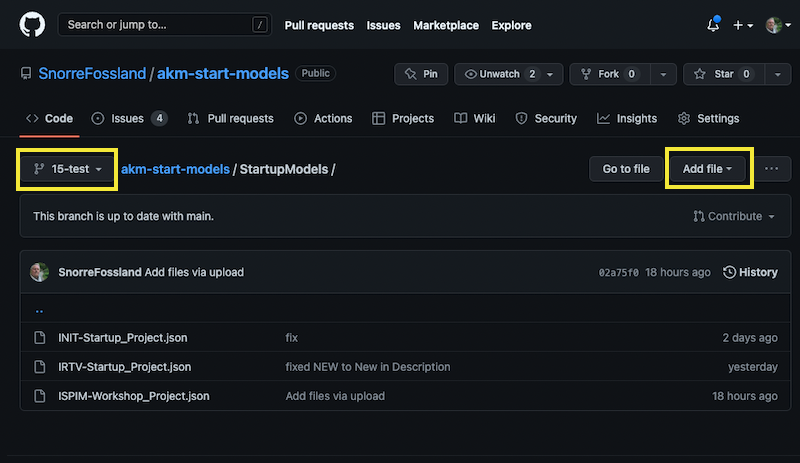 Search or jump to... /
Pull requests Issues Marketplace Explore
SnorreFossland / akm-start-models Public
Pin Unwatch 2 Fork 0 Star 0
Code Issues 4 Pull requests Actions Projects Wiki Security Insights Settings
15-test akm-start-models / StartupModels / Go to file Add file ...
This branch is up to date with main. Contribute
SnorreFossland Add files via upload 02a75f0 18 hours ago History
..
INIT-Startup_Project.json fix 2 days ago
IRTV-Startup_Project.json fixed NEW to New in Description yesterday
ISPIM-Workshop_Project.json Add files via upload 18 hours ago